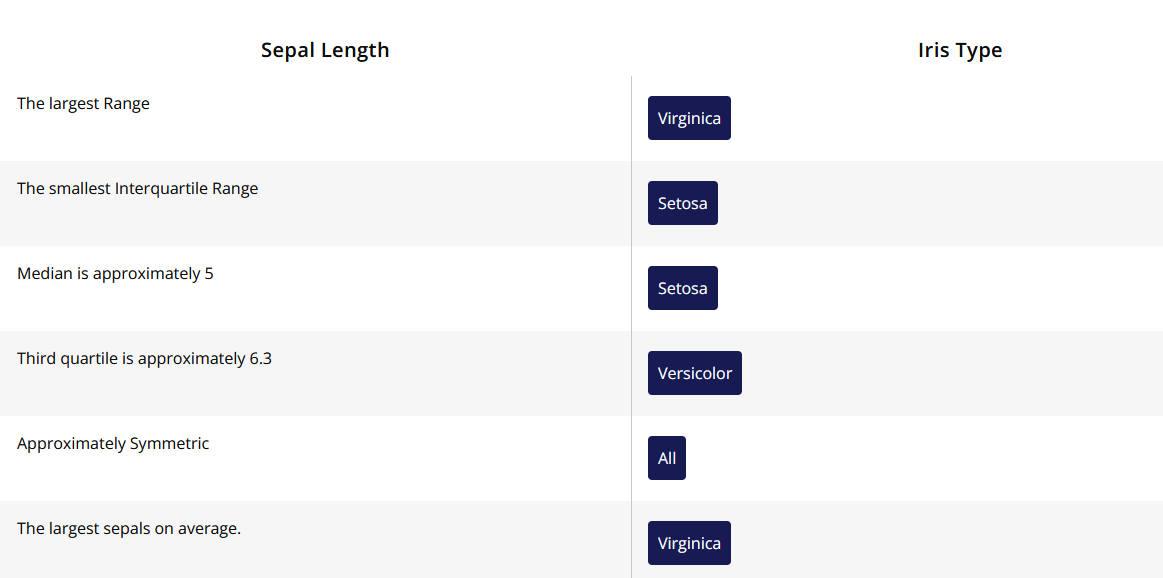 Sepal Length
Iris Type
The largest Range
Virginica
The smallest Interquartile Range
Setosa
Median is approximately 5
Setosa
Third quartile is approximately 6.3
Versicolor
Approximately Symmetric
All
The largest sepals on average.
Virginica